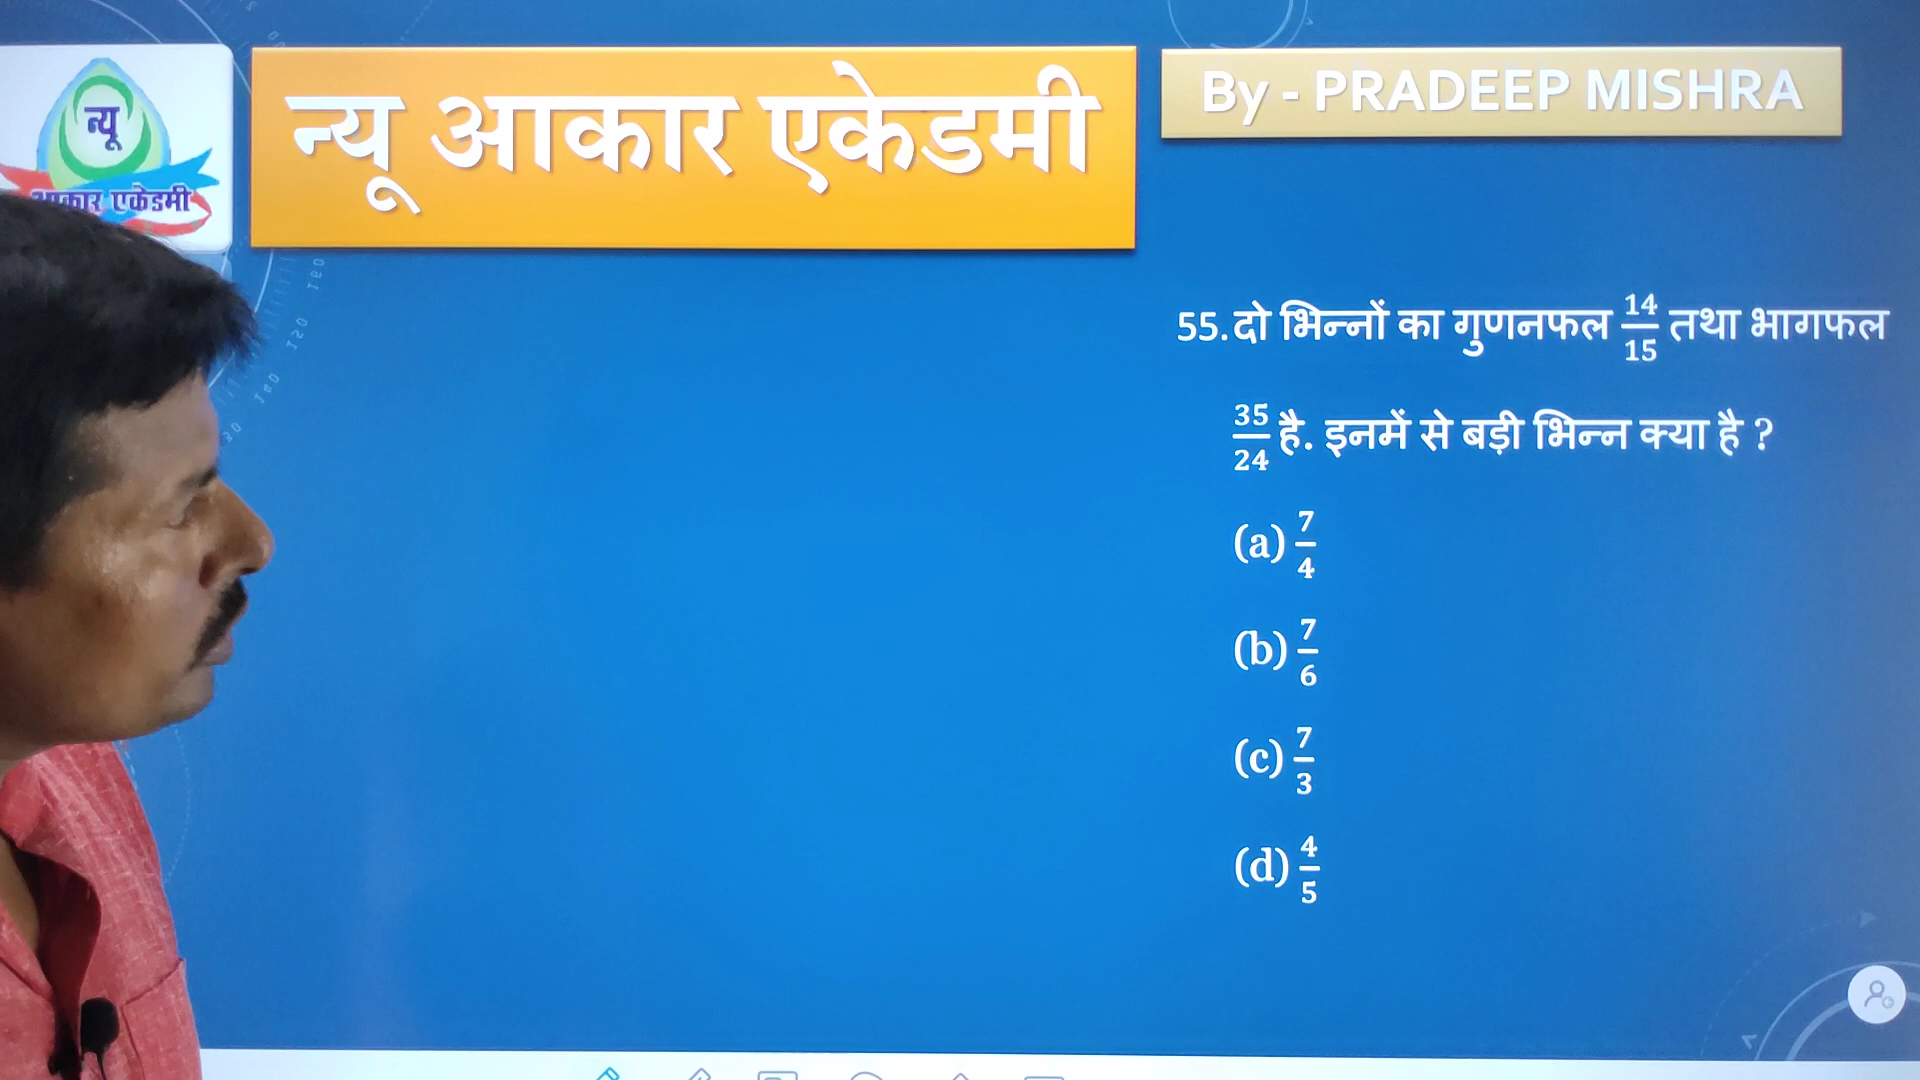 न्यू
आकार एकेडमी
न्यू आकार एकेडमी
By - PRADEEP MISHRA
55. दो भिन्नों का गुणनफल 14/15 तथा भागफल
35/24 है. इनमें से बड़ी भिन्न क्या है ?
(a) 7/4
(b) 7/6
(c) 7/3
(d) 4/5